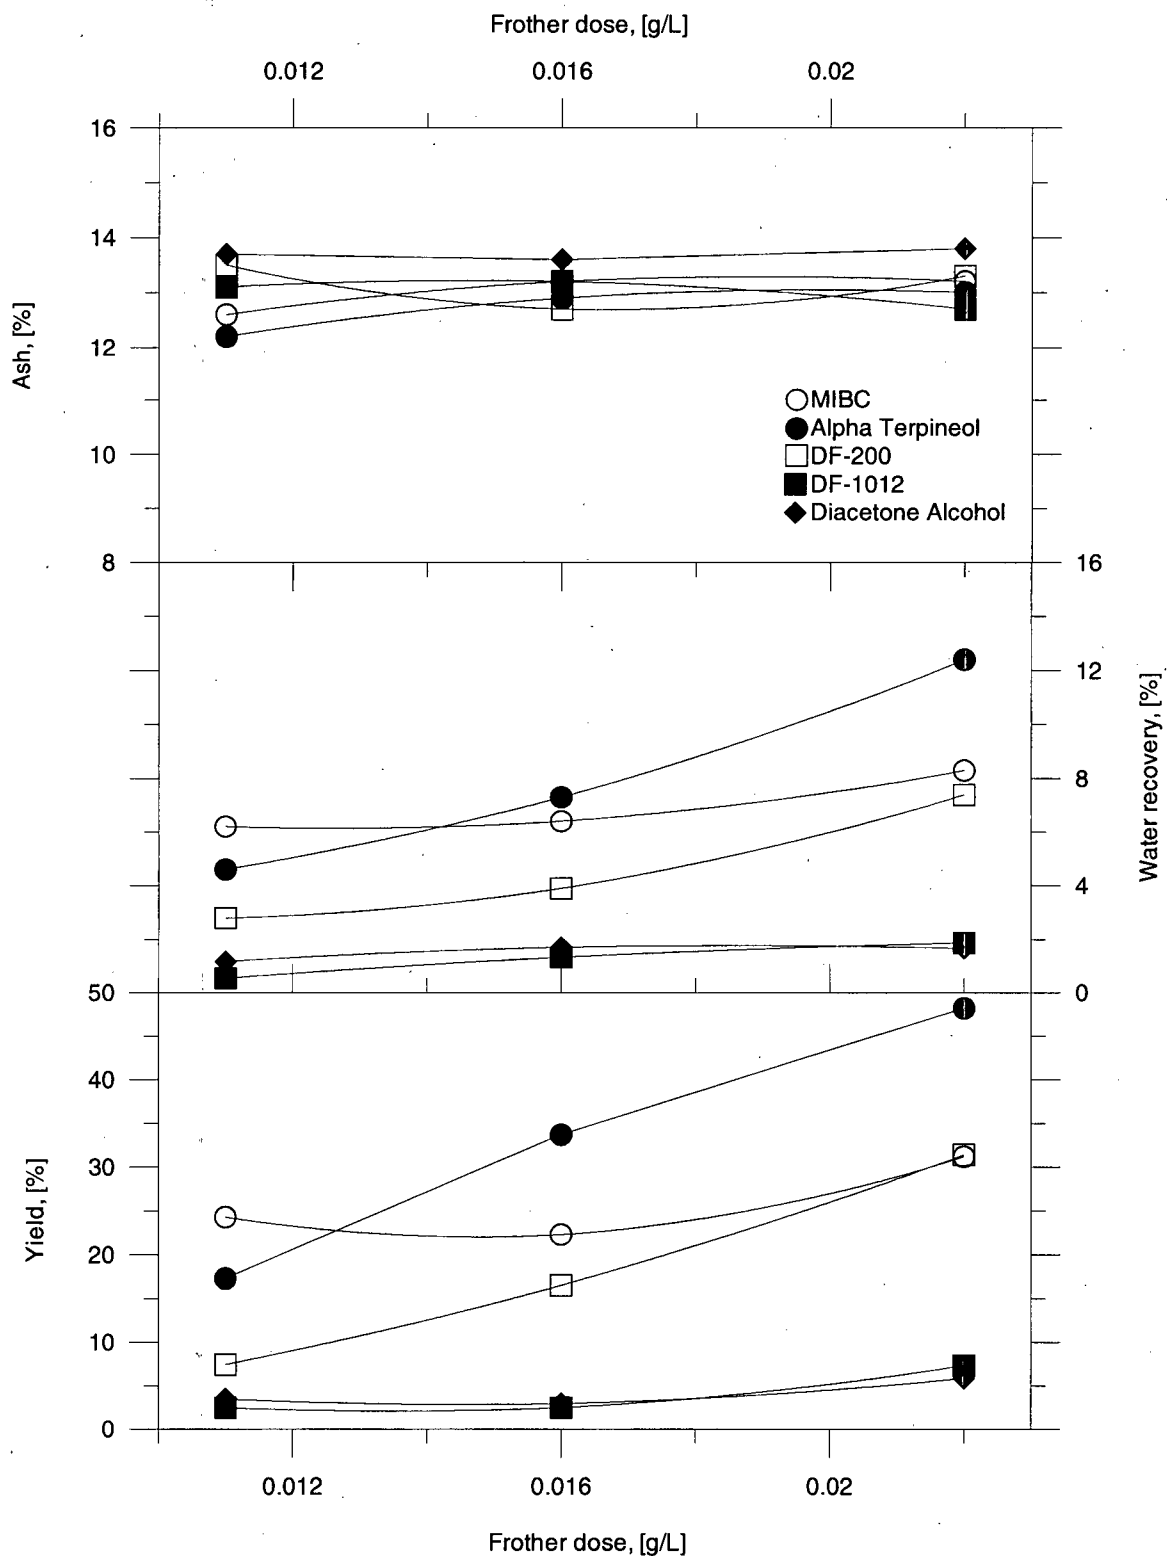 Frother dose, [g/L]
0.012 0.016 0.02
16
14
12
10
8
Ash, [%]
MIBC
Alpha Terpineol
DF-200
DF-1012
Diacetone Alcohol
16
12
8
4
0
Water recovery, [%]
50
40
30
20
10
0
Yield, [%]
0.012 0.016 0.02
Frother dose, [g/L]